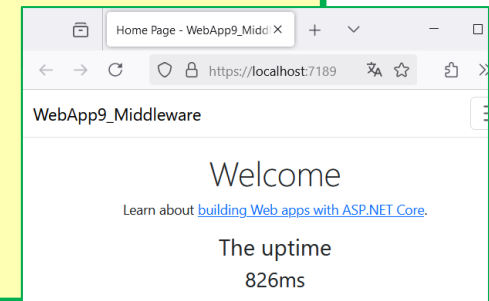 Home Page - WebApp9_Midd
https://localhost:7189
WebApp9_Middleware
Welcome
Learn about building Web apps with ASP.NET Core.
The uptime
826ms